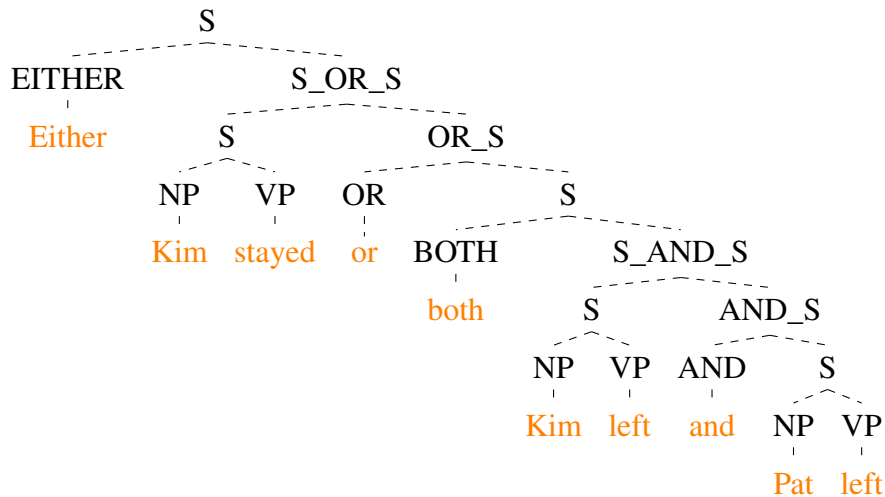 S
EITHER S_OR_S
Either S OR_S
NP VP OR S
Kim stayed or BOTH S_AND_S
both S AND_S
NP VP AND S
Kim left and NP VP
Pat left